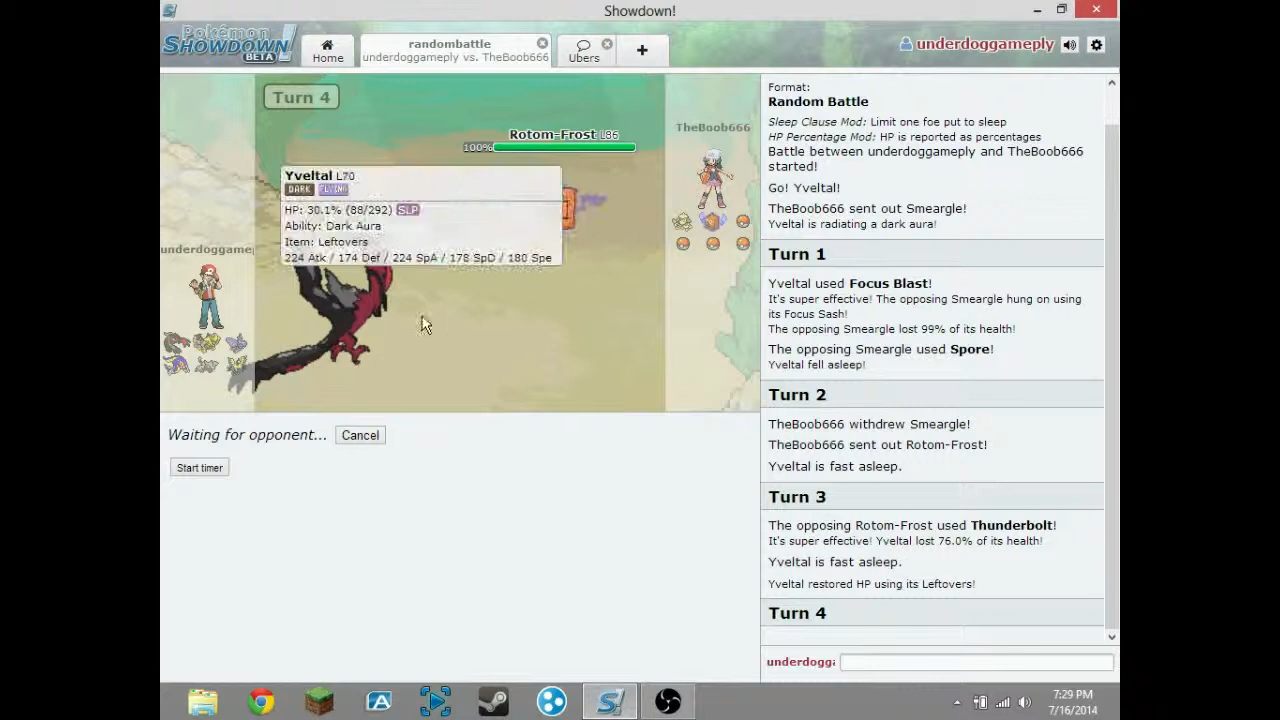 Showdown!
Pokémon
SHOWDOWN!
BETA
Home
randombattle
underdoggameply vs. TheBoob666
Ubers
underdoggameply
Turn 4
Rotom-Frost L85
100%
Yveltal L70
DARK FLYING
HP: 30.1% (88/292) SLP
Ability: Dark Aura
Item: Leftovers
224 Atk / 174 Def / 224 SpA / 178 SpD / 180 Spe
underdoggamep
TheBoob666
Waiting for opponent... Cancel
Start timer
Format:
Random Battle
Sleep Clause Mod: Limit one foe put to sleep
HP Percentage Mod: HP is reported as percentages
Battle between underdoggameply and TheBoob666
started!
Go! Yveltal!
TheBoob666 sent out Smeargle!
Yveltal is radiating a dark aura!
Turn 1
Yveltal used Focus Blast!
It's super effective! The opposing Smeargle hung on using
its Focus Sash!
The opposing Smeargle lost 99% of its health!
The opposing Smeargle used Spore!
Yveltal fell asleep!
Turn 2
TheBoob666 withdrew Smeargle!
TheBoob666 sent out Rotom-Frost!
Yveltal is fast asleep.
Turn 3
The opposing Rotom-Frost used Thunderbolt!
It's super effective! Yveltal lost 76.0% of its health!
Yveltal is fast asleep.
Yveltal restored HP using its Leftovers!
Turn 4
underdogg:
7:29 PM
7/16/2014